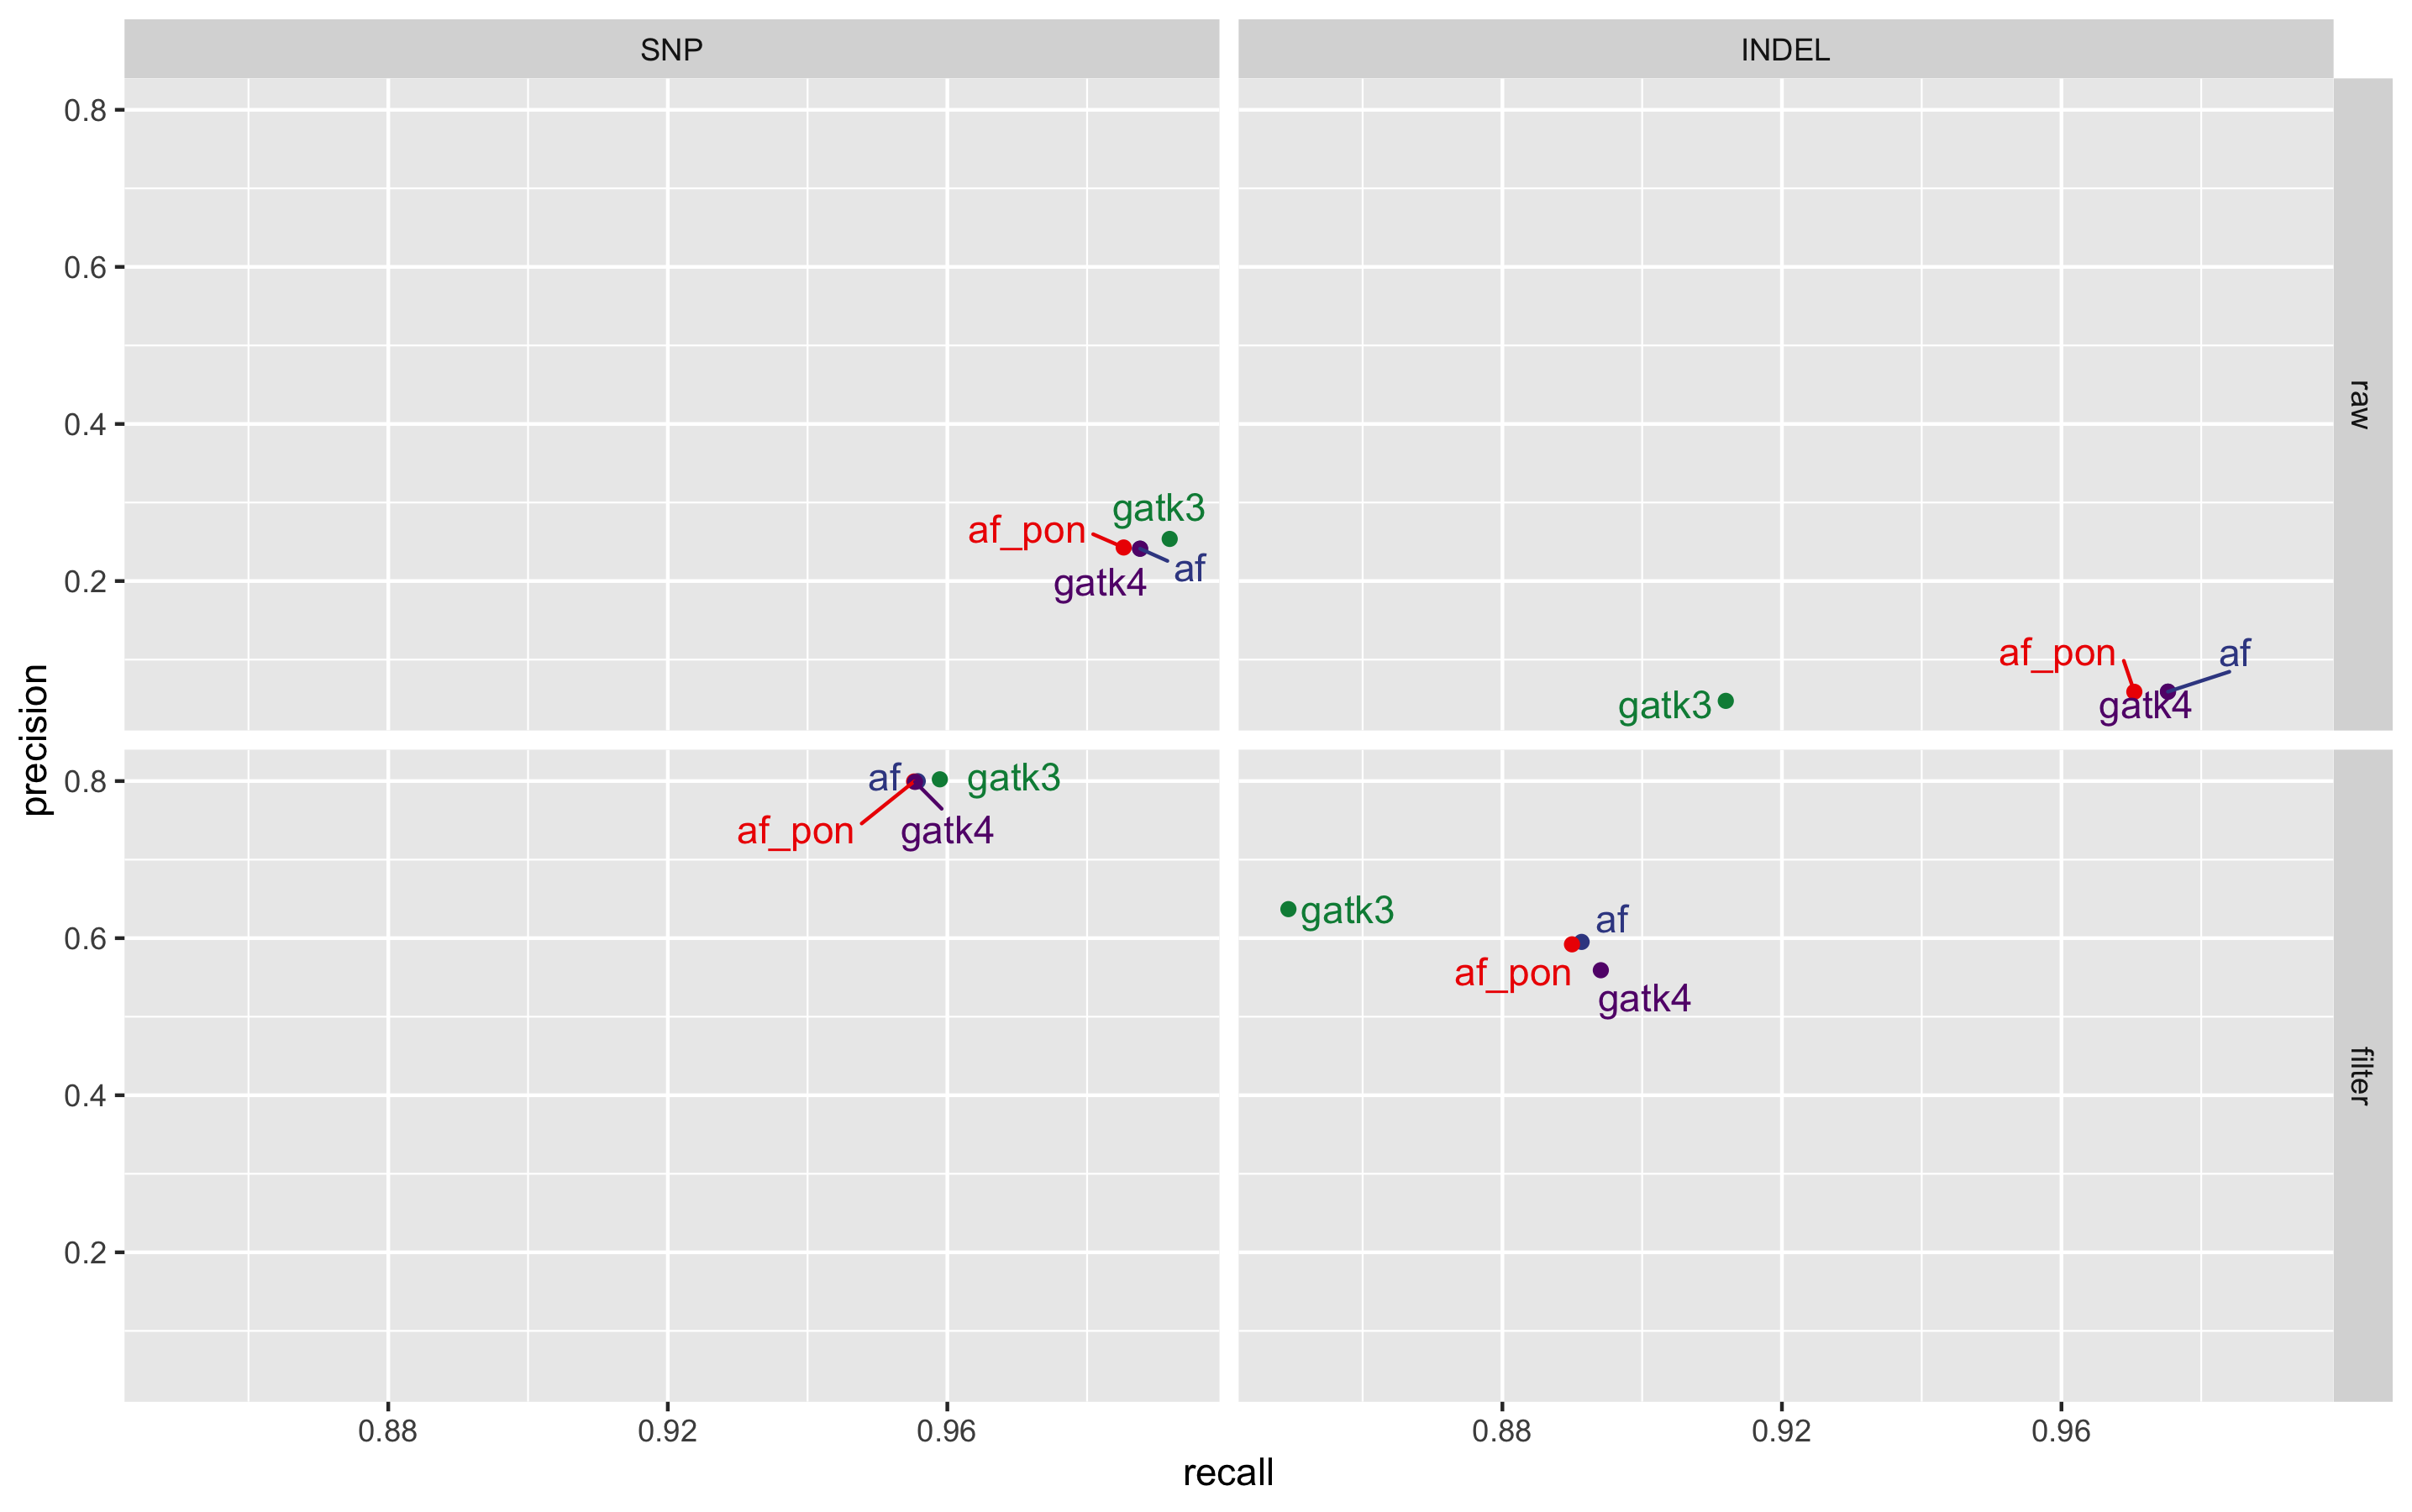 SNP
INDEL
0.8
0.6
0.4
0.2
gatk3
af_pon
af
gatk4
af_pon
af
gatk3
gatk4
raw
precision
0.8
0.6
0.4
0.2
af
gatk3
af_pon
gatk4
gatk3
af
af_pon
gatk4
filter
0.88
0.92
0.96
0.88
0.92
0.96
recall